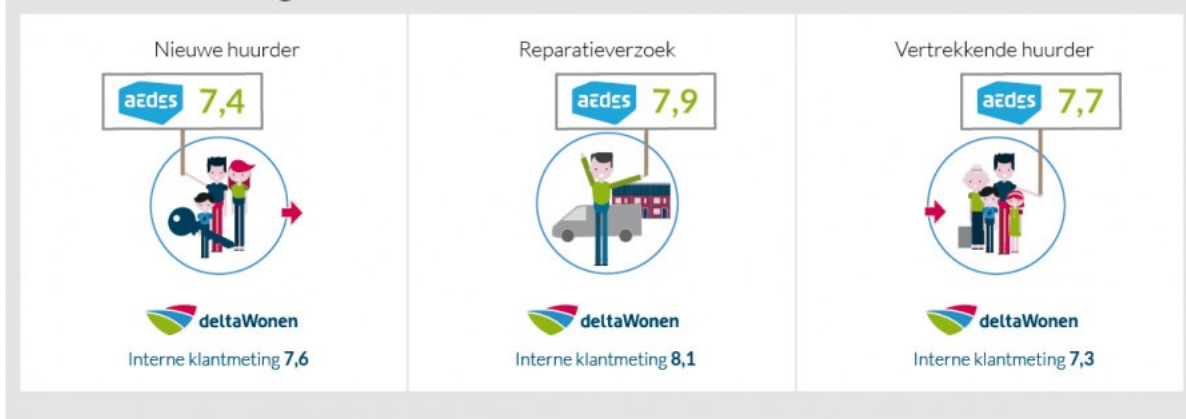 Nieuwe huurder
aedes 7,4
deltaWonen
Interne klantmeting 7,6
Reparatieverzoek
aedes 7,9
deltaWonen
Interne klantmeting 8,1
Vertrekkende huurder
aedes 7,7
deltaWonen
Interne klantmeting 7,3